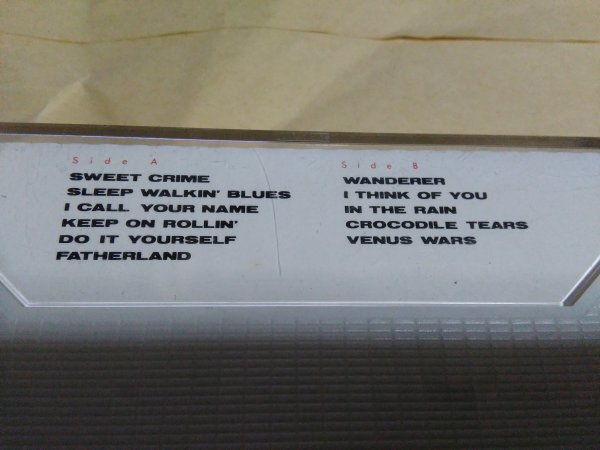 Side A
SWEET CRIME
SLEEP WALKIN' BLUES
I CALL YOUR NAME
KEEP ON ROLLIN'
DO IT YOURSELF
FATHERLAND
Side B
WANDERER
I THINK OF YOU
IN THE RAIN
CROCODILE TEARS
VENUS WARS